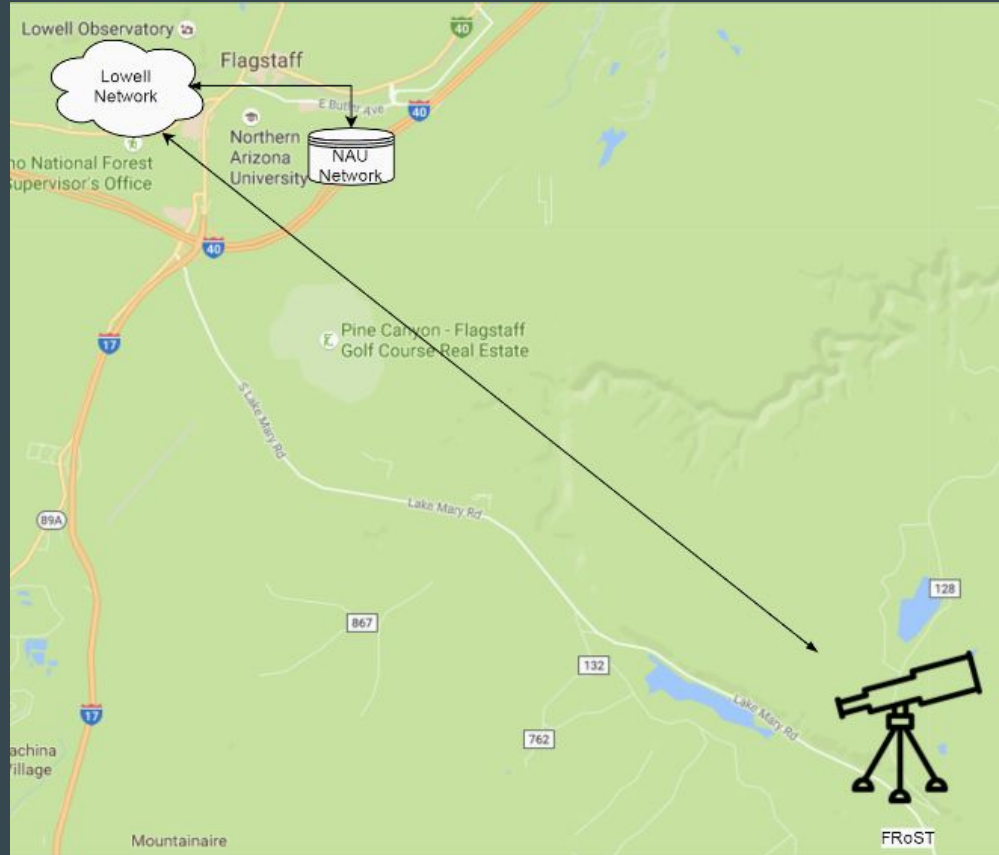 Lowell Observatory
40
Flagstaff
Lowell
Network
E Butler Ave
40
Northern
Arizona
University
NAU
Network
no National Forest
Supervisor's Office
40
17
Pine Canyon - Flagstaff
Golf Course Real Estate
S Lake Mary Rd
Lake Mary Rd
89A
128
867
132
Lake Mary Rd
17
762
achina
Village
FRoST
Mountainaire